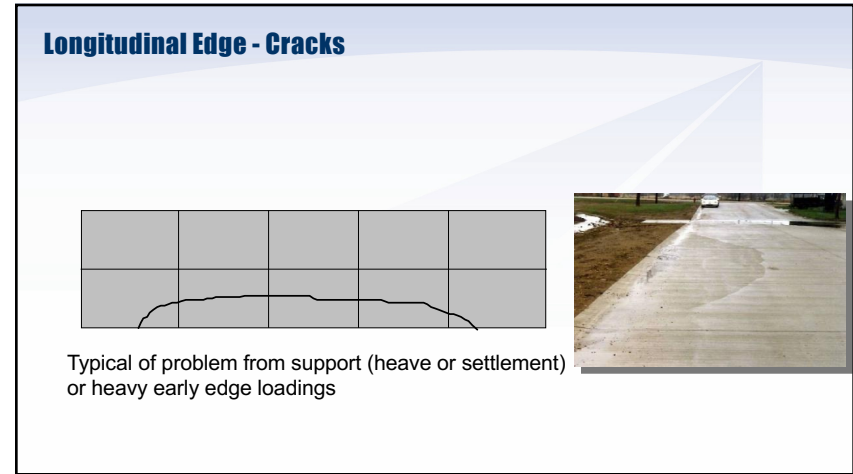 Longitudinal Edge - Cracks
Typical of problem from support (heave or settlement)
or heavy early edge loadings